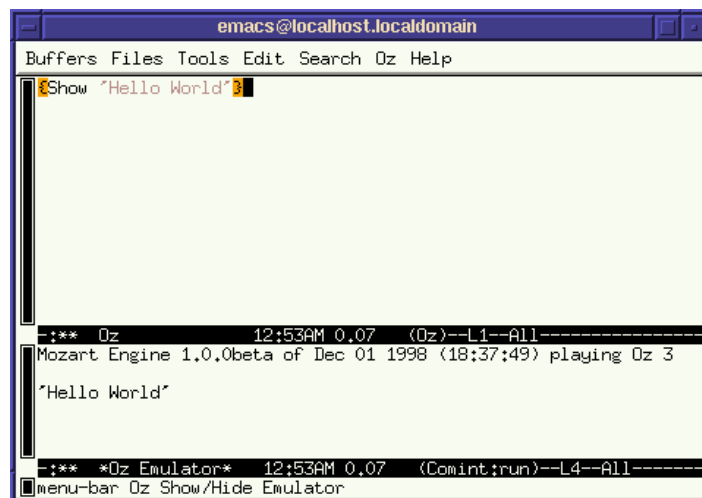 emacs@localhost.localdomain
Buffers Files Tools Edit Search Oz Help
{Show "Hello World"}
-:** Oz 12:53AM 0.07 (Oz)--L1--All----------------
Mozart Engine 1.0.0beta of Dec 01 1998 (18:37:49) playing Oz 3
"Hello World"
-:** *Oz Emulator* 12:53AM 0.07 (Comint:run)--L4--All-------
menu-bar Oz Show/Hide Emulator